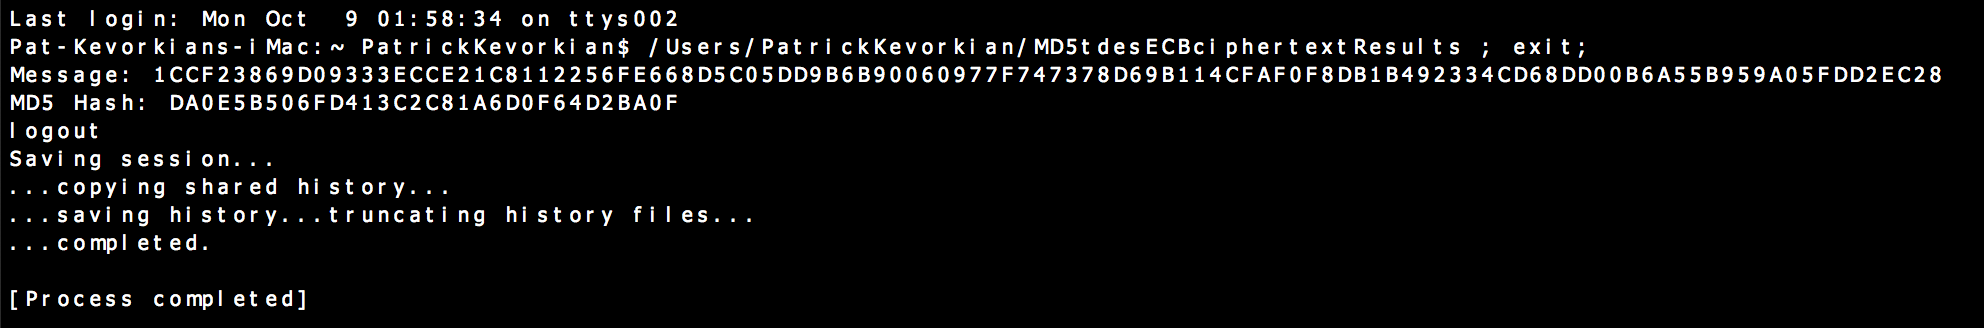 Last login: Mon Oct  9 01:58:34 on ttys002
Pat-Kevorkians-iMac:~ PatrickKevorkian$ /Users/PatrickKevorkian/MD5tdesECBciphertextResults ; exit;
Message: 1CCF23869D09333ECCE21C8112256FE668D5C05DD9B6B90060977F747378D69B114CFAF0F8DB1B492334CD68DD00B6A55B959A05FDD2EC28
MD5 Hash: DA0E5B506FD413C2C81A6D0F64D2BA0F
logout
Saving session...
...copying shared history...
...saving history...truncating history files...
...completed.
[Process completed]